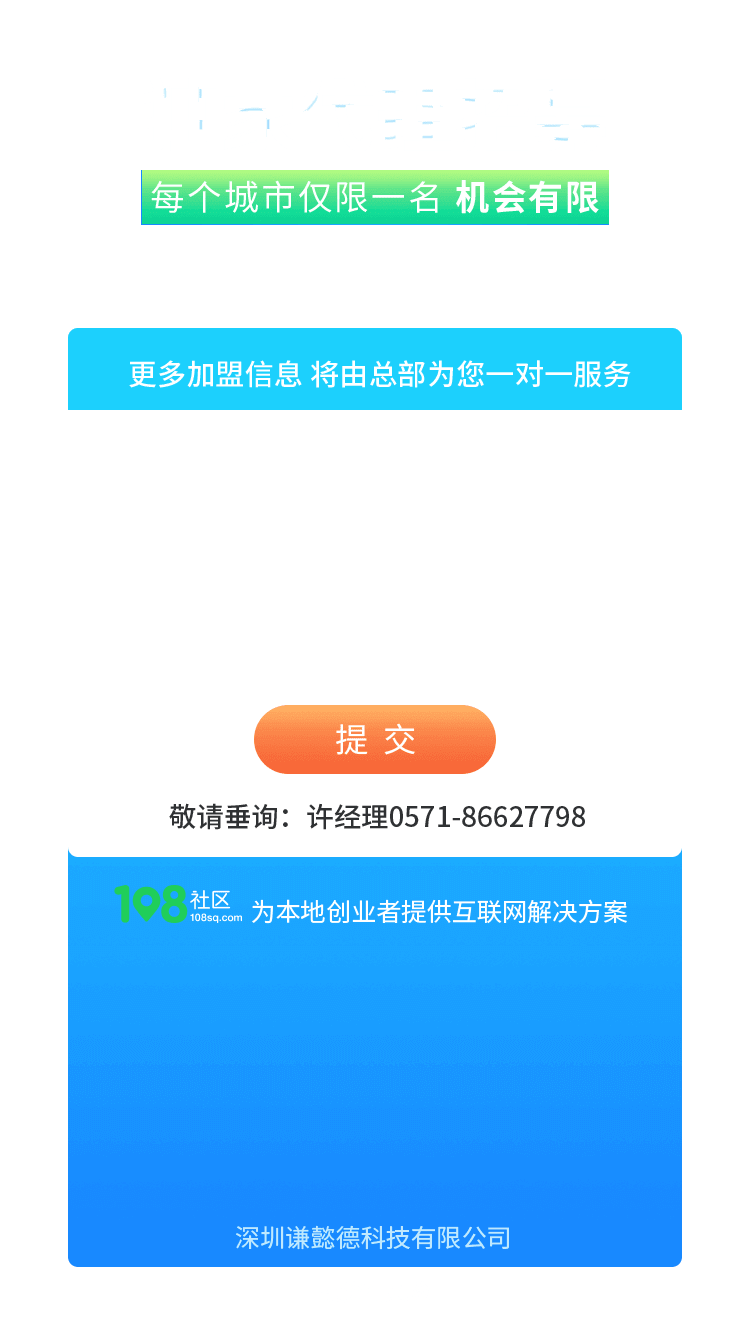 每个城市仅限一名 机会有限
更多加盟信息 将由总部为您一对一服务
提 交
敬请垂询：许经理0571-86627798
108社区
108sq.com
为本地创业者提供互联网解决方案
深圳谦懿德科技有限公司